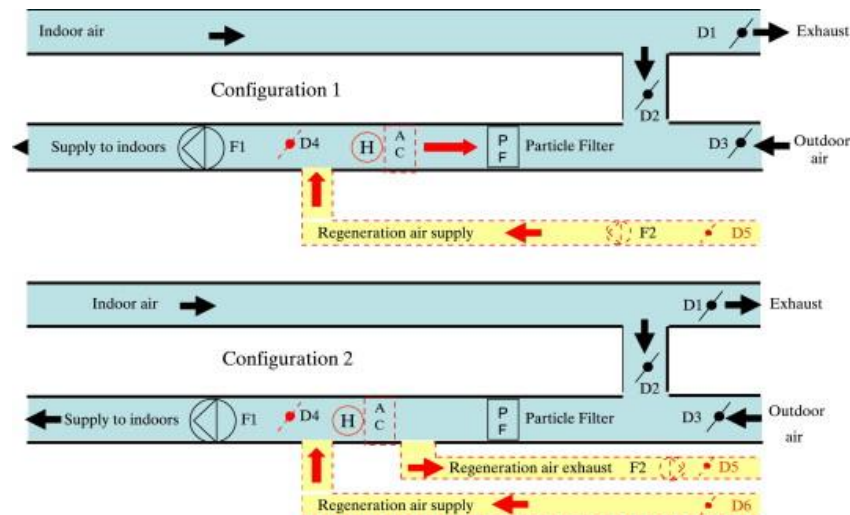 Indoor air
D1
Exhaust
Configuration 1
D2
Supply to indoors
F1
D4
H
A
C
P
F
Particle Filter
D3
Outdoor
air
Regeneration air supply
F2
D5
Indoor air
D1
Exhaust
Configuration 2
D2
Supply to indoors
F1
D4
H
A
C
P
F
Particle Filter
D3
Outdoor
air
Regeneration air exhaust
F2
D5
Regeneration air supply
D6